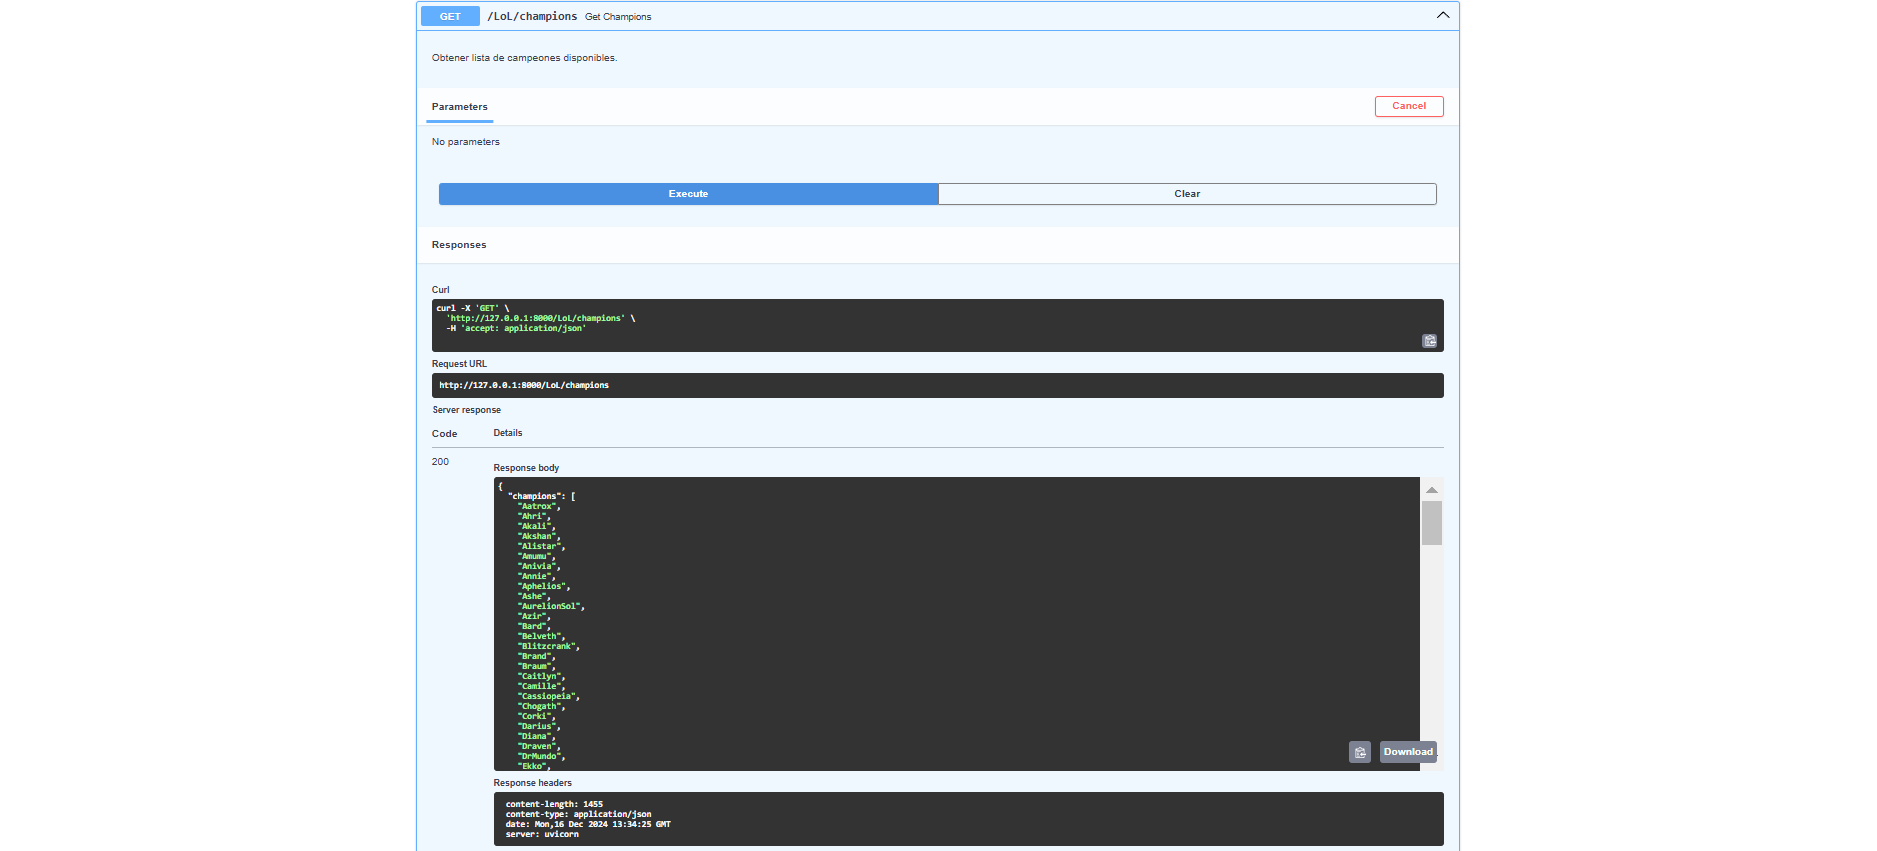 GET /LoL/champions Get Champions
Obtener lista de campeones disponibles.
Parameters
Cancel
No parameters
Execute
Clear
Responses
Curl
curl -X 'GET' \
'http://127.0.0.1:8000/LoL/champions' \
-H 'accept: application/json'
Request URL
http://127.0.0.1:8000/LoL/champions
Server response
Code Details
200
Response body
{
"champions": [
"Aatrox",
"Ahri",
"Akali",
"Akshan",
"Alistar",
"Amumu",
"Anivia",
"Annie",
"Aphelios",
"Ashe",
"AurelionSol",
"Azir",
"Bard",
"Belveth",
"Blitzcrank",
"Brand",
"Braum",
"Caitlyn",
"Camille",
"Cassiopeia",
"Chogath",
"Corki",
"Darius",
"Diana",
"Draven",
"DrMundo",
"Ekko",
Download
Response headers
content-length: 1455
content-type: application/json
date: Mon,16 Dec 2024 13:34:25 GMT
server: uvicorn